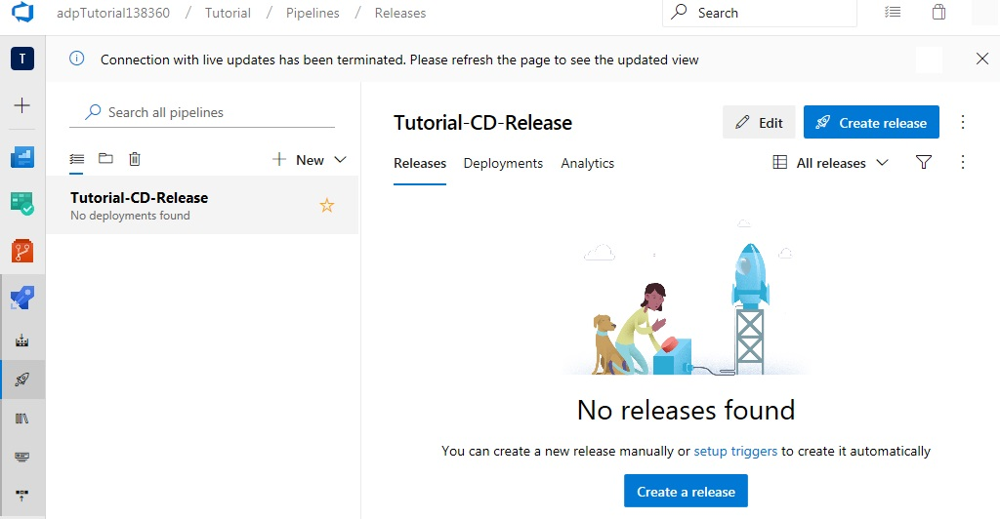 adpTutorial138360 / Tutorial / Pipelines / Releases
Search
T
Connection with live updates has been terminated. Please refresh the page to see the updated view
Search all pipelines
New
Tutorial-CD-Release
No deployments found
Tutorial-CD-Release
Edit
Create release
Releases Deployments Analytics
All releases
No releases found
You can create a new release manually or setup triggers to create it automatically
Create a release